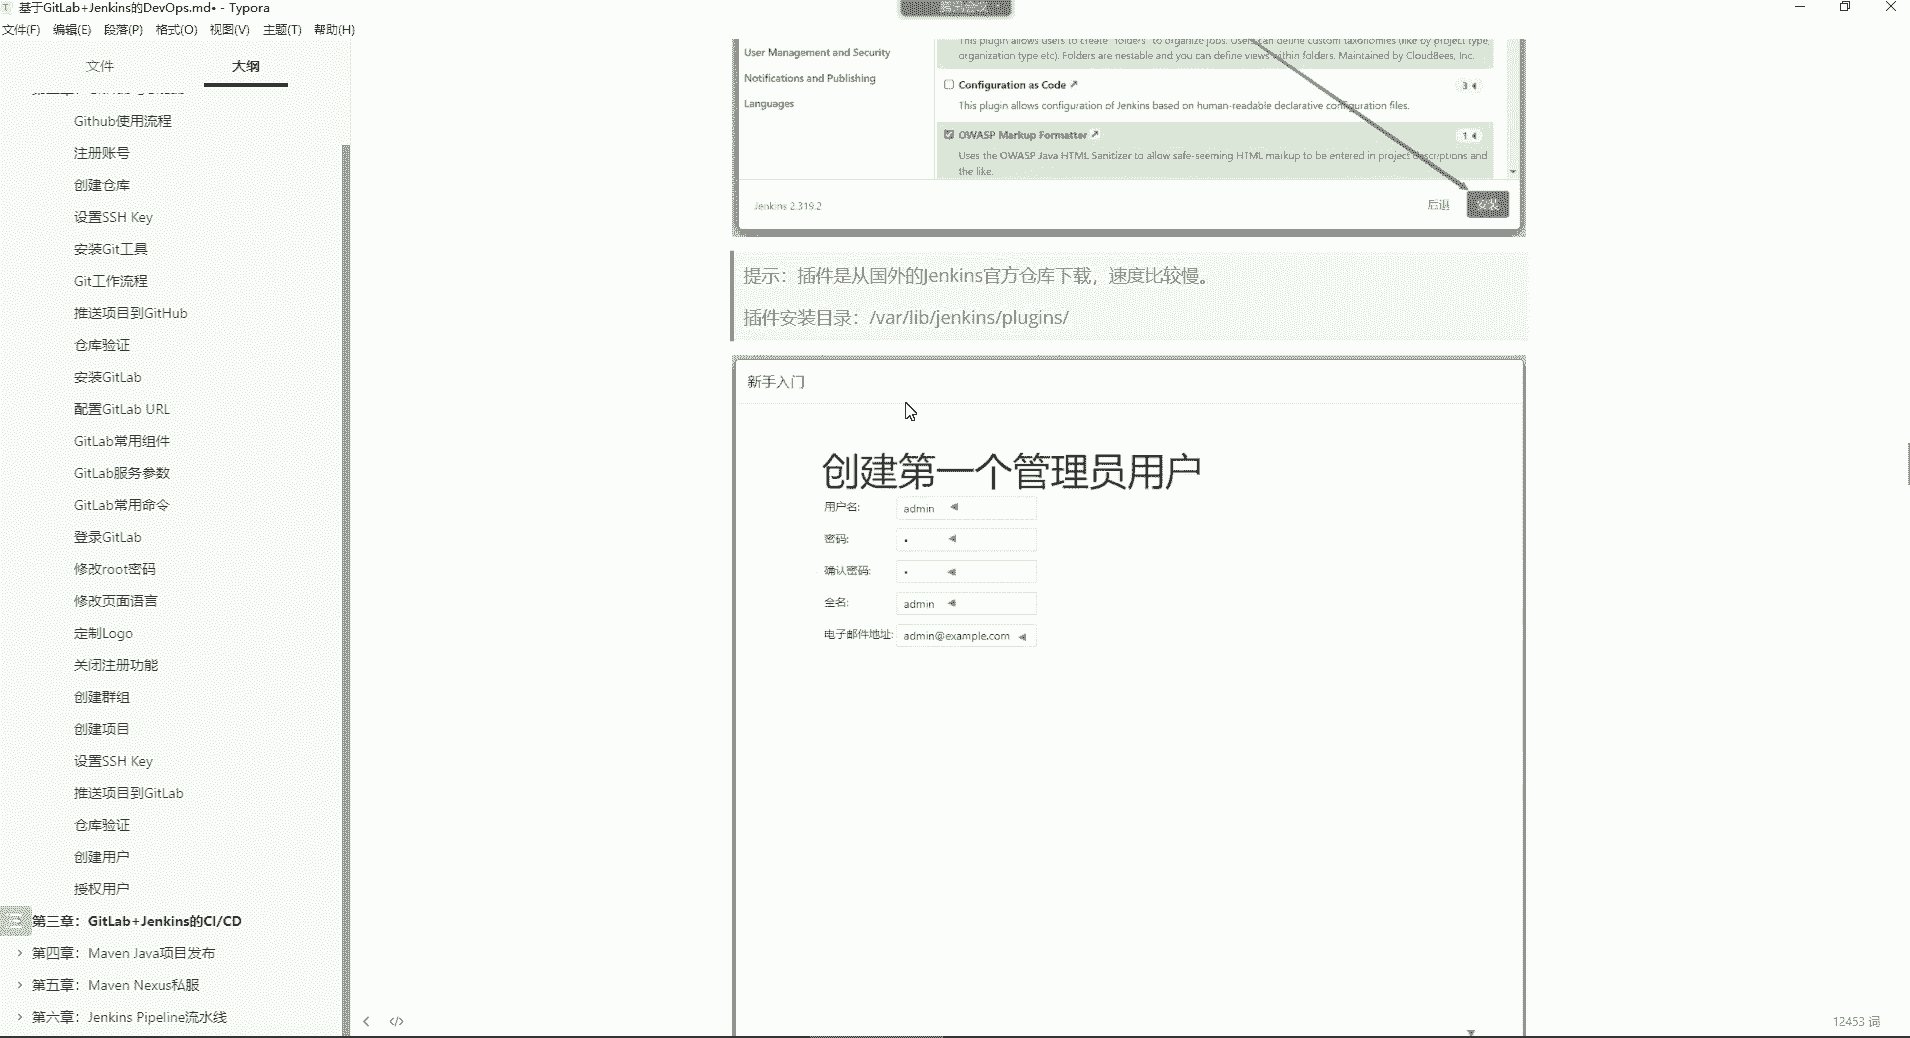 基于GitLab+Jenkins的DevOps.md• - Typora
文件(F) 编辑(E) 段落(P) 格式(O) 视图(V) 主题(T) 帮助(H)
文件 大纲
Github使用流程
注册账号
创建仓库
设置SSH Key
安装Git工具
Git工作流程
推送项目到GitHub
仓库验证
安装GitLab
配置GitLab URL
GitLab常用组件
GitLab服务参数
GitLab常用命令
登录GitLab
修改root密码
修改页面语言
定制Logo
关闭注册功能
创建群组
创建项目
设置SSH Key
推送项目到GitLab
仓库验证
创建用户
授权用户
第三章：GitLab+Jenkins的CI/CD
第四章：Maven Java项目发布
第五章：Maven Nexus私服
第六章：Jenkins Pipeline流水线
User Management and Security
Notifications and Publishing
Languages
This plugin allows users to create "folders" to organize jobs. Users can define custom taxonomies (like by project type,
organization type etc). Folders are nestable and you can define views within folders. Maintained by CloudBees, Inc.
Configuration as Code
3
This plugin allows configuration of Jenkins based on human-readable declarative configuration files.
OWASP Markup Formatter
1
Uses the OWASP Java HTML Sanitizer to allow safe-seeming HTML markup to be entered in project descriptions and
the like.
Jenkins 2.319.2
后退 安装
提示：插件是从国外的Jenkins官方仓库下载，速度比较慢。
插件安装目录：/var/lib/jenkins/plugins/
新手入门
创建第一个管理员用户
用户名: admin
密码: •
确认密码: •
全名: admin
电子邮件地址: admin@example.com
12453 词